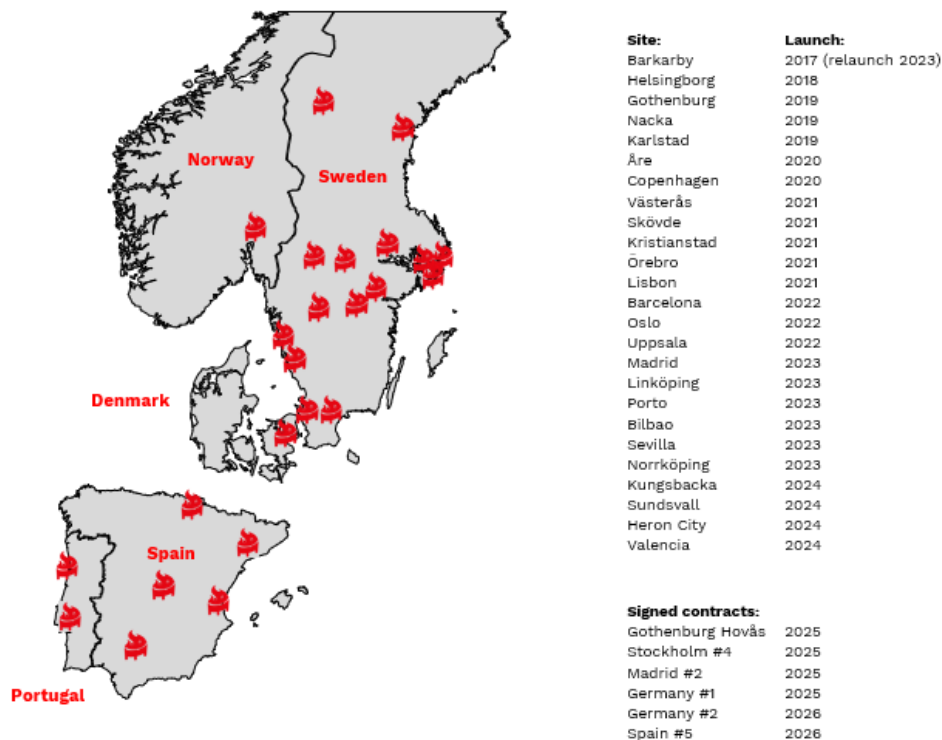 Norway
Sweden
Denmark
Spain
Portugal
Site: Launch:
Barkarby 2017 (relaunch 2023)
Helsingborg 2018
Gothenburg 2019
Nacka 2019
Karlstad 2019
Åre 2020
Copenhagen 2020
Västerås 2021
Skövde 2021
Kristianstad 2021
Örebro 2021
Lisbon 2021
Barcelona 2022
Oslo 2022
Uppsala 2022
Madrid 2023
Linköping 2023
Porto 2023
Bilbao 2023
Sevilla 2023
Norrköping 2023
Kungsbacka 2024
Sundsvall 2024
Heron City 2024
Valencia 2024
Signed contracts:
Gothenburg Hovås 2025
Stockholm #4 2025
Madrid #2 2025
Germany #1 2025
Germany #2 2026
Spain #5 2026